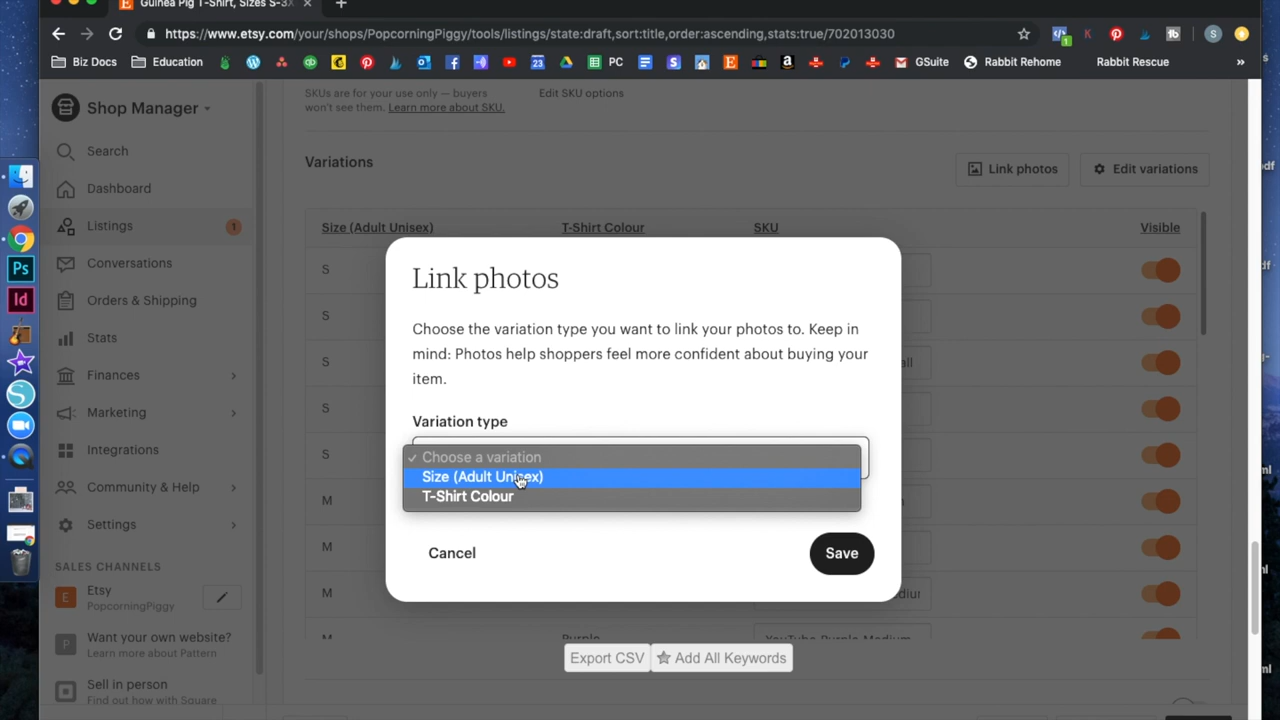 Guinea Pig T-Shirt, Sizes S-3X
https://www.etsy.com/your/shops/PopcorningPiggy/tools/listings/state:draft,sort:title,order:ascending,stats:true/702013030
Biz Docs
Education
PC
GSuite
Rabbit Rehome
Rabbit Rescue
Shop Manager
Search
Dashboard
Listings 1
Conversations
Orders & Shipping
Stats
Finances
Marketing
Integrations
Community & Help
Settings
SALES CHANNELS
Etsy
PopcorningPiggy
Want your own website?
Learn more about Pattern
Sell in person
Find out how with Square
SKUs are for your use only — buyers
won't see them. Learn more about SKU.
Edit SKU options
Variations
Link photos
Edit variations
Size (Adult Unisex) T-Shirt Colour SKU Visible
S
S
S
S
S
M
M
M
M Purple YouTube Purple Medium
Link photos
Choose the variation type you want to link your photos to. Keep in
mind: Photos help shoppers feel more confident about buying your
item.
Variation type
Choose a variation
Size (Adult Unisex)
T-Shirt Colour
Cancel
Save
Export CSV
Add All Keywords
Ps
Id